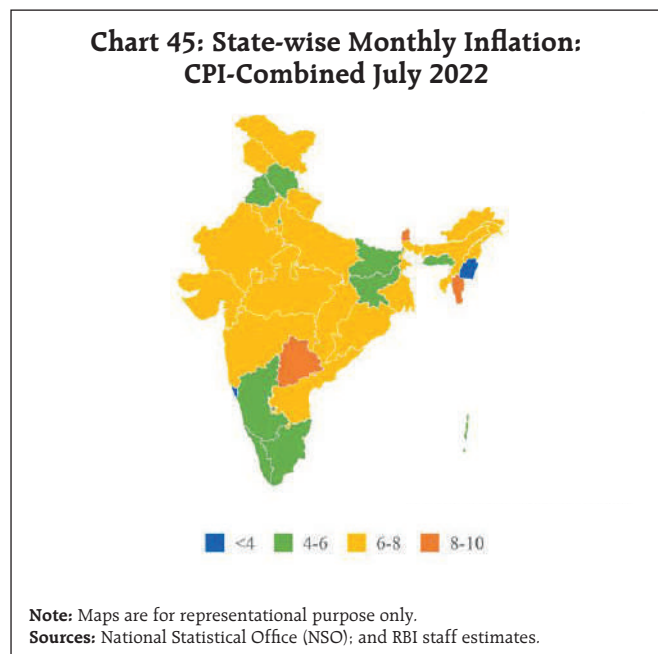 Chart 45: State-wise Monthly Inflation:
CPI-Combined July 2022
<4 4-6 6-8 8-10
Note: Maps are for representational purpose only.
Sources: National Statistical Office (NSO); and RBI staff estimates.